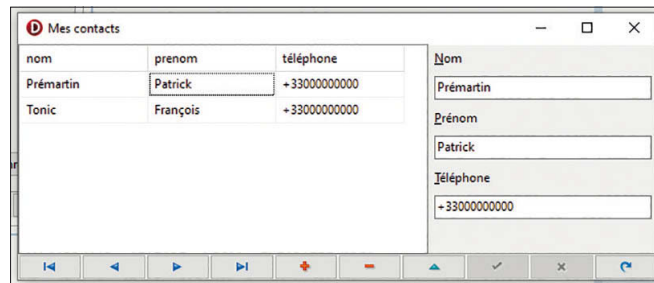 Mes contacts
nom prenom téléphone
Prémartin Patrick +33000000000
Tonic François +33000000000
Nom
Prémartin
Prénom
Patrick
Téléphone
+33000000000